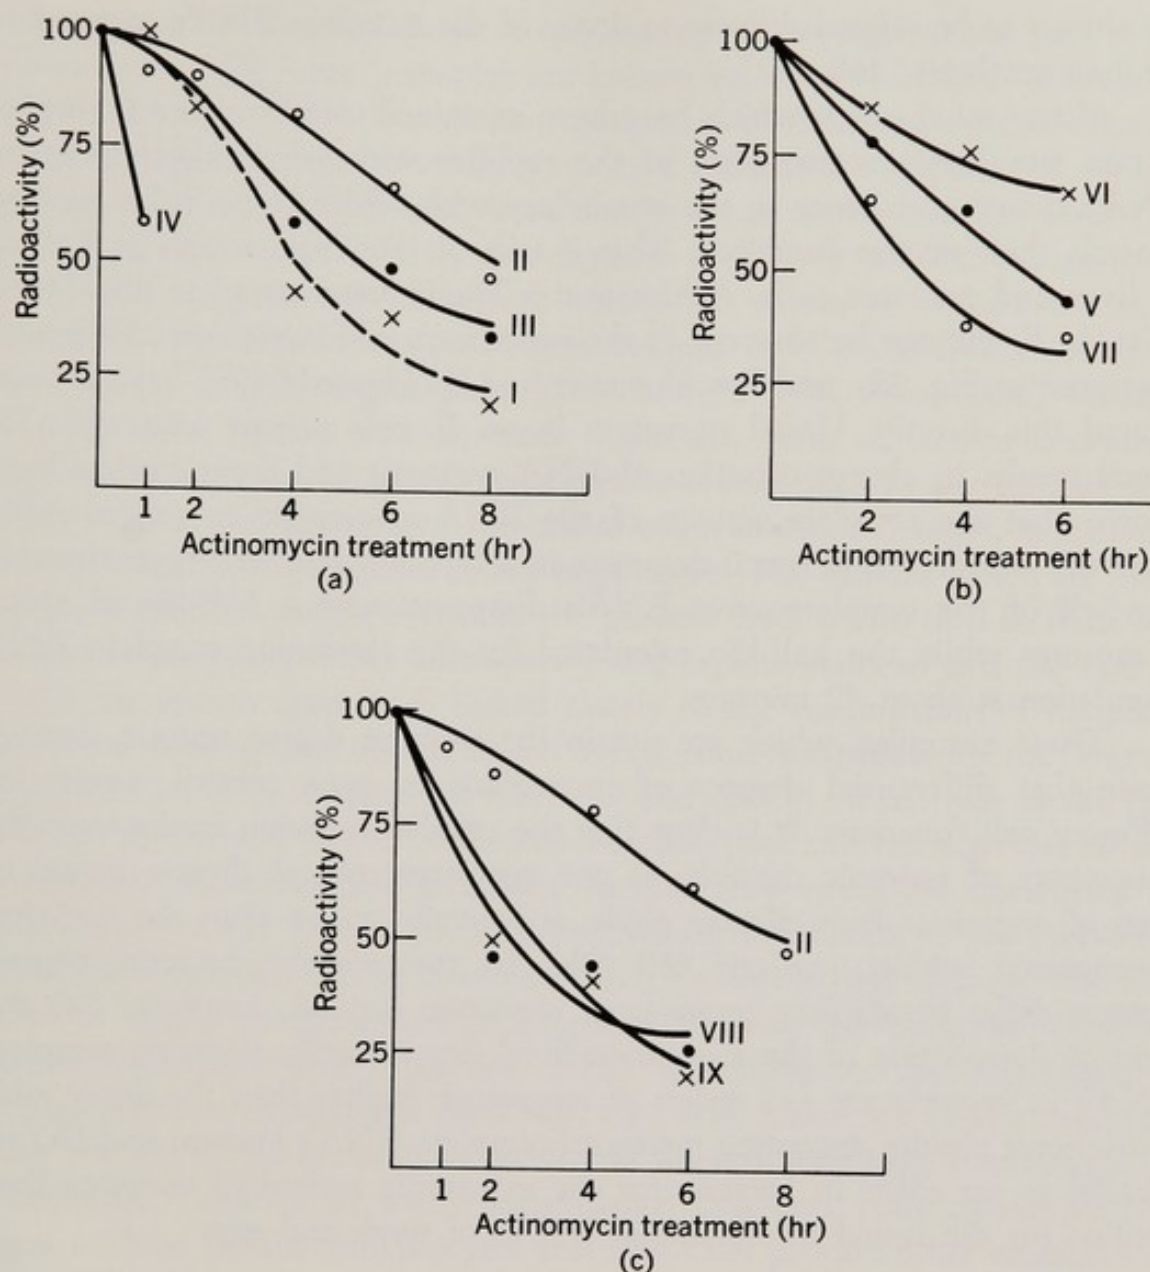 100
75
50
25
Radioactivity (%)
IV
II
III
I
1 2 4 6 8
Actinomycin treatment (hr)
(a)
100
75
50
25
Radioactivity (%)
VI
V
VII
2 4 6
Actinomycin treatment (hr)
(b)
100
75
50
25
Radioactivity (%)
II
VIII
IX
1 2 4 6 8
Actinomycin treatment (hr)
(c)